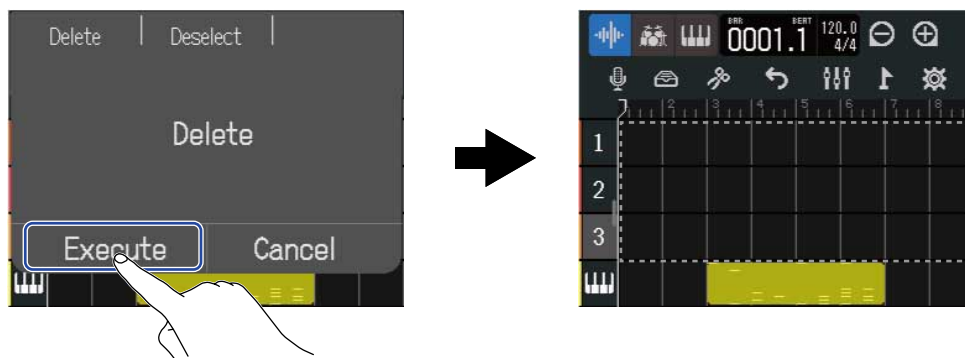 Delete | Deselect |
Delete
Execute Cancel
BAR BEAT
0001.1
120.0
4/4
1 2 3 4 5 6 7 8
1
2
3